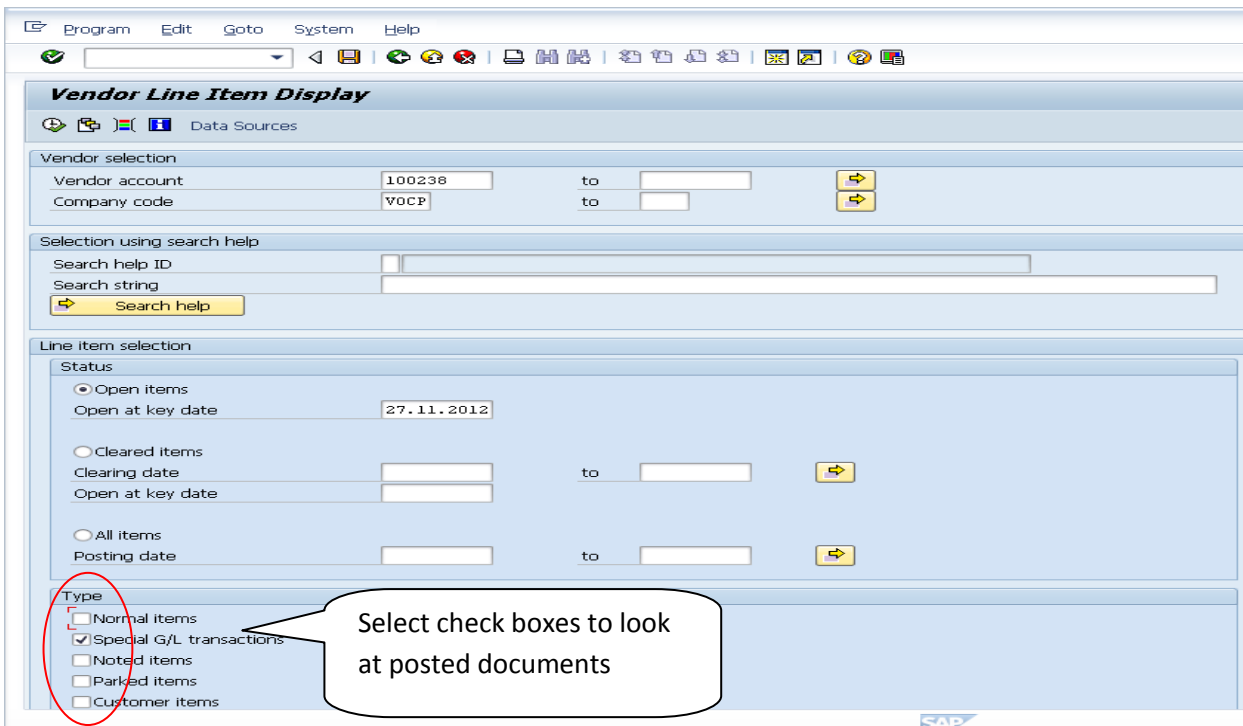 Program Edit Goto System Help
Vendor Line Item Display
Data Sources
Vendor selection
Vendor account 100238 to
Company code VOCP to
Selection using search help
Search help ID
Search string
Search help
Line item selection
Status
Open items
Open at key date 27.11.2012
Cleared items
Clearing date to
Open at key date
All items
Posting date to
Type
Normal items
Special G/L transactions
Noted items
Parked items
Customer items
Select check boxes to look
at posted documents
SAP